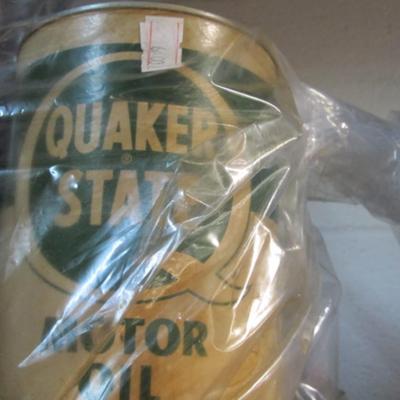 QUAKER
STATE
®
MOTOR
OIL